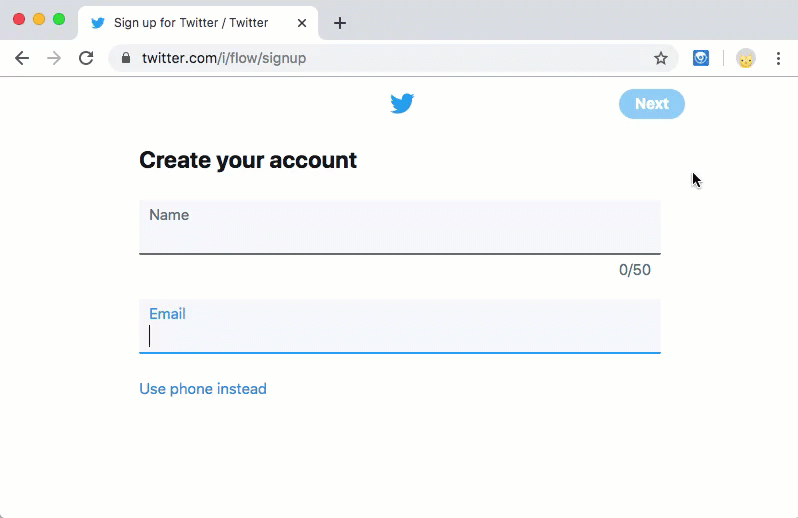 Sign up for Twitter / Twitter
twitter.com/i/flow/signup
Next
Create your account
Name
0/50
Email
Use phone instead